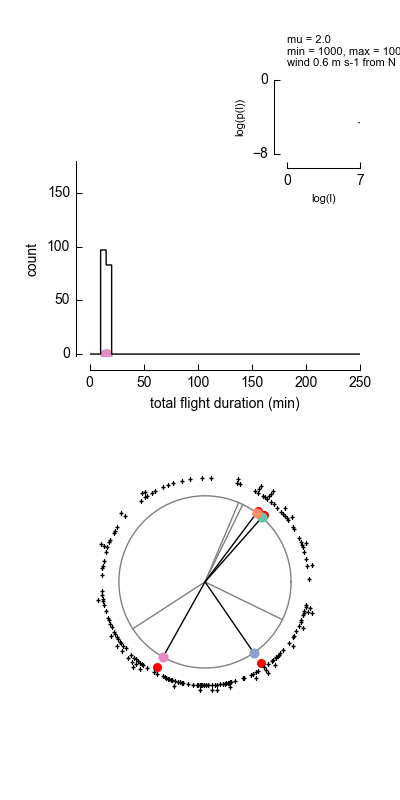 mu = 2.0
min = 1000, max = 100
wind 0.6 m s-1 from N
0
log(p(l))
−8
0 7
log(l)
150
100
count
50
0
0 50 100 150 200 250
total flight duration (min)